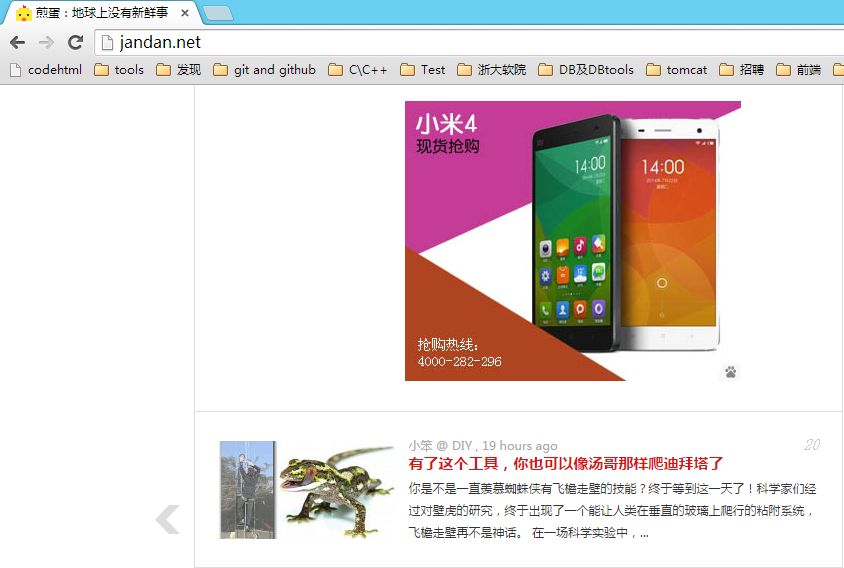 煎蛋：地球上没有新鲜事
jandan.net
codehtml tools 发现 git and github C\C++ Test 浙大软院 DB及DBtools tomcat 招聘 前端
小米4
现货抢购
14:00
14:00
抢购热线：
4000-282-296
小笨 @ DIY , 19 hours ago
20
有了这个工具，你也可以像汤哥那样爬迪拜塔了
你是不是一直羡慕蜘蛛侠有飞檐走壁的技能？终于等到这一天了！科学家们经
过对壁虎的研究，终于出现了一个能让人类在垂直的玻璃上爬行的粘附系统，
飞檐走壁再不是神话。 在一场科学实验中，...